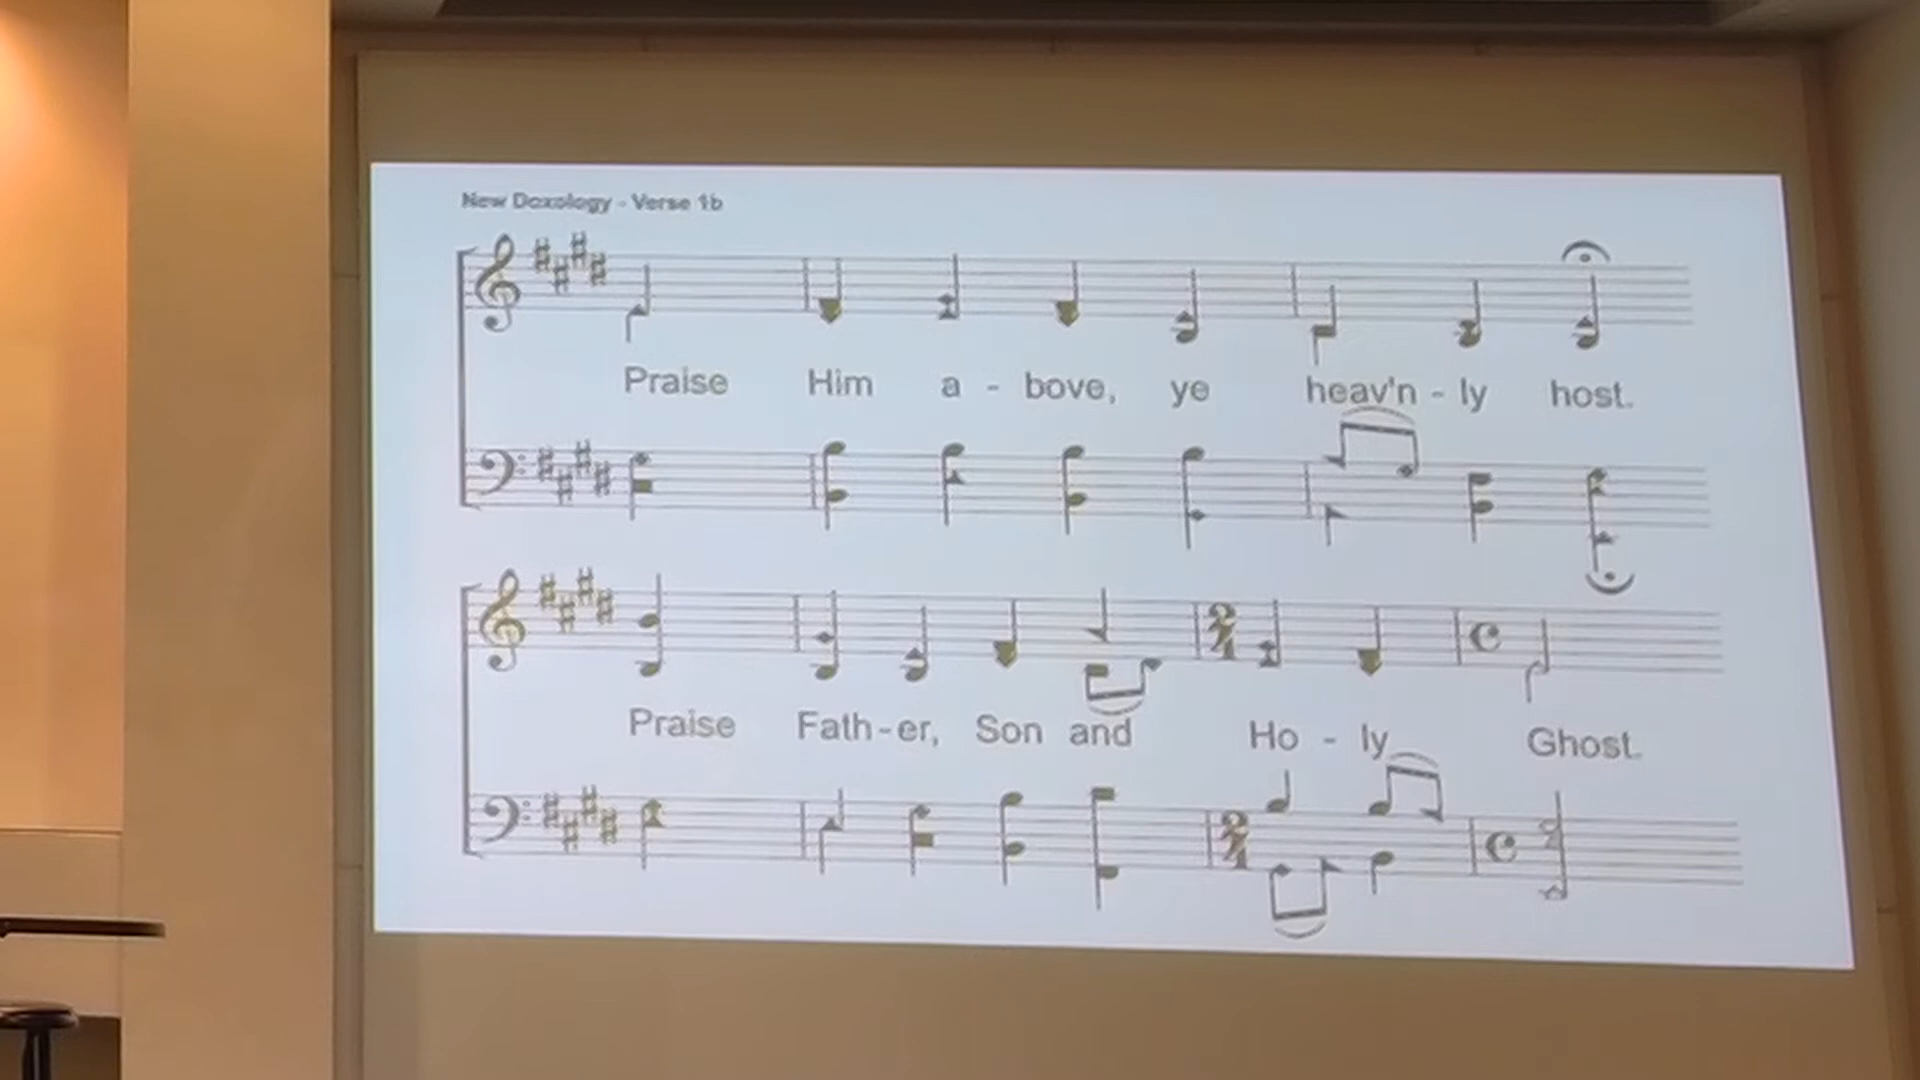 New Doxology - Verse 1b
Praise Him a - bove, ye heav'n - ly host.
Praise Fath - er, Son and Ho - ly Ghost.